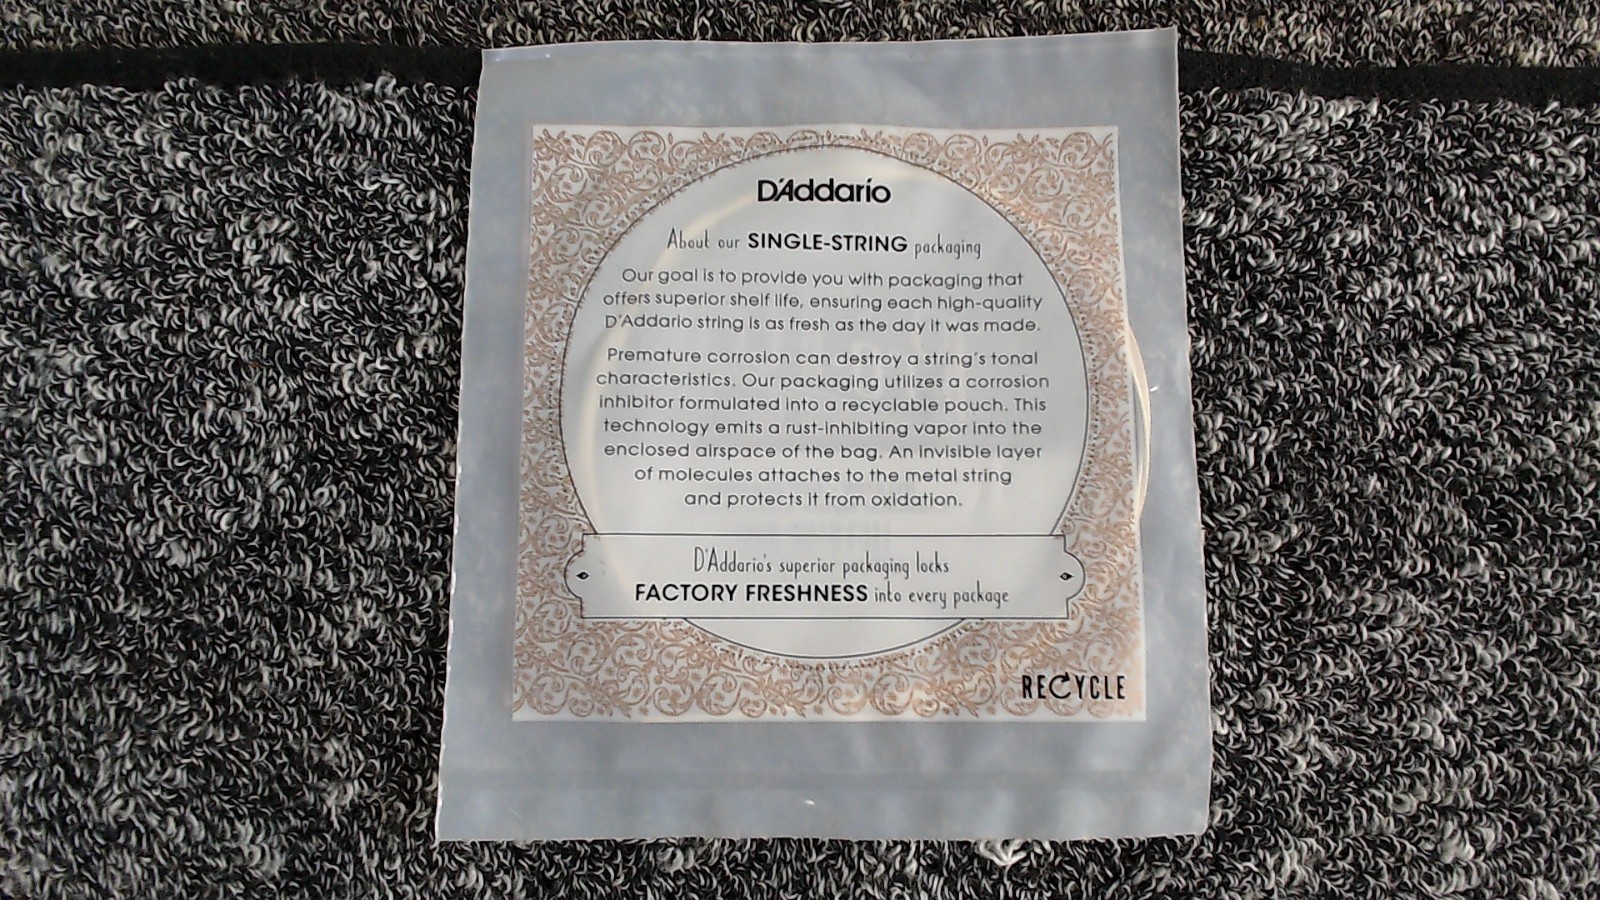 D'Addario
About our SINGLE-STRING packaging
Our goal is to provide you with packaging that
offers superior shelf life, ensuring each high-quality
D'Addario string is as fresh as the day it was made.
Premature corrosion can destroy a string's tonal
characteristics. Our packaging utilizes a corrosion
inhibitor formulated into a recyclable pouch. This
technology emits a rust-inhibiting vapor into the
enclosed airspace of the bag. An invisible layer
of molecules attaches to the metal string
and protects it from oxidation.
D'Addario's superior packaging locks
FACTORY FRESHNESS into every package
RECYCLE